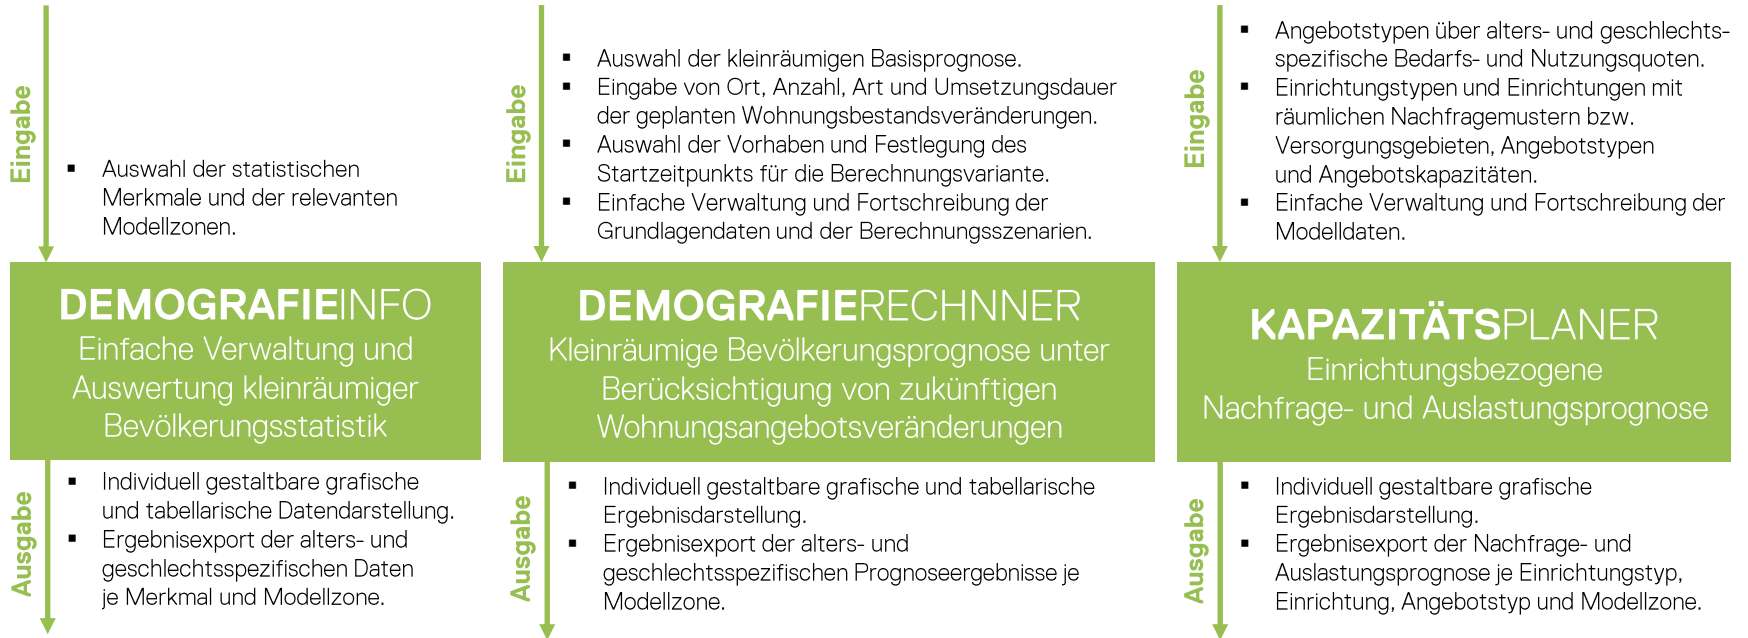 Eingabe
▪ Auswahl der statistischen
Merkmale und der relevanten
Modellzonen.
DEMOGRAFIEINFO
Einfache Verwaltung und
Auswertung kleinräumiger
Bevölkerungsstatistik
Ausgabe
▪ Individuell gestaltbare grafische
und tabellarische Datendarstellung.
▪ Ergebnisexport der alters- und
geschlechtsspezifischen Daten
je Merkmal und Modellzone.
Eingabe
▪ Auswahl der kleinräumigen Basisprognose.
▪ Eingabe von Ort, Anzahl, Art und Umsetzungsdauer
der geplanten Wohnungsbestandsveränderungen.
▪ Auswahl der Vorhaben und Festlegung des
Startzeitpunkts für die Berechnungsvariante.
▪ Einfache Verwaltung und Fortschreibung der
Grundlagendaten und der Berechnungsszenarien.
DEMOGRAFIERECHNNER
Kleinräumige Bevölkerungsprognose unter
Berücksichtigung von zukünftigen
Wohnungsangebotsveränderungen
Ausgabe
▪ Individuell gestaltbare grafische und tabellarische
Ergebnisdarstellung.
▪ Ergebnisexport der alters- und
geschlechtsspezifischen Prognoseergebnisse je
Modellzone.
Eingabe
▪ Angebotstypen über alters- und geschlechts-
spezifische Bedarfs- und Nutzungsquoten.
▪ Einrichtungstypen und Einrichtungen mit
räumlichen Nachfragemustern bzw.
Versorgungsgebieten, Angebotstypen
und Angebotskapazitäten.
▪ Einfache Verwaltung und Fortschreibung der
Modelldaten.
KAPAZITÄTSPLANER
Einrichtungsbezogene
Nachfrage- und Auslastungsprognose
Ausgabe
▪ Individuell gestaltbare grafische
Ergebnisdarstellung.
▪ Ergebnisexport der Nachfrage- und
Auslastungsprognose je Einrichtungstyp,
Einrichtung, Angebotstyp und Modellzone.